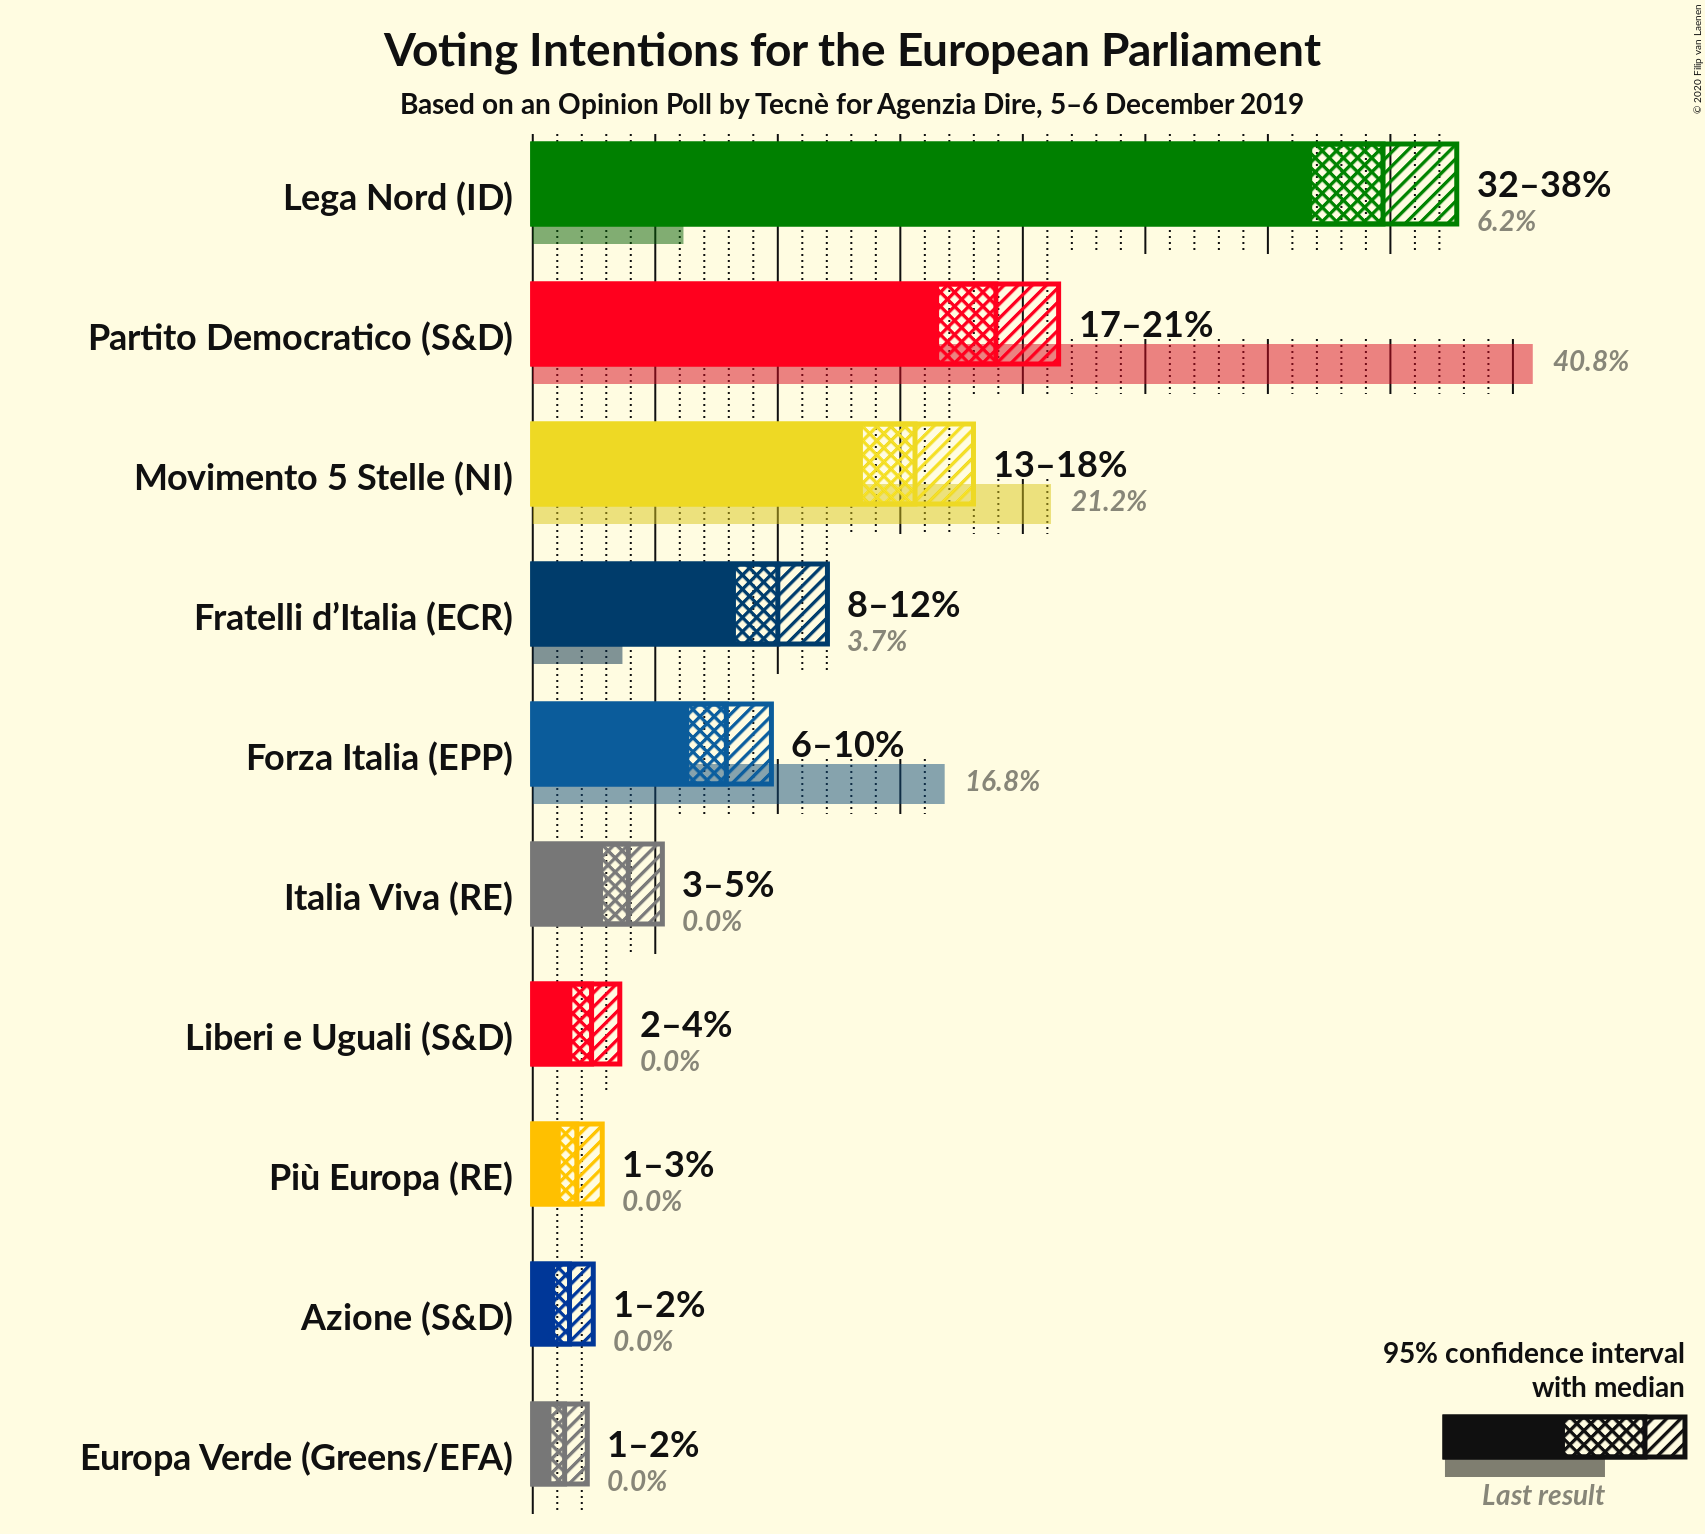 Voting Intentions for the European Parliament
Based on an Opinion Poll by Tecnè for Agenzia Dire, 5–6 December 2019
© 2020 Filip van Laenen
Lega Nord (ID)
32–38%
6.2%
Partito Democratico (S&D)
17–21%
40.8%
Movimento 5 Stelle (NI)
13–18%
21.2%
Fratelli d’Italia (ECR)
8–12%
3.7%
Forza Italia (EPP)
6–10%
16.8%
Italia Viva (RE)
3–5%
0.0%
Liberi e Uguali (S&D)
2–4%
0.0%
Più Europa (RE)
1–3%
0.0%
Azione (S&D)
1–2%
0.0%
Europa Verde (Greens/EFA)
1–2%
0.0%
95% confidence interval
with median
Last result